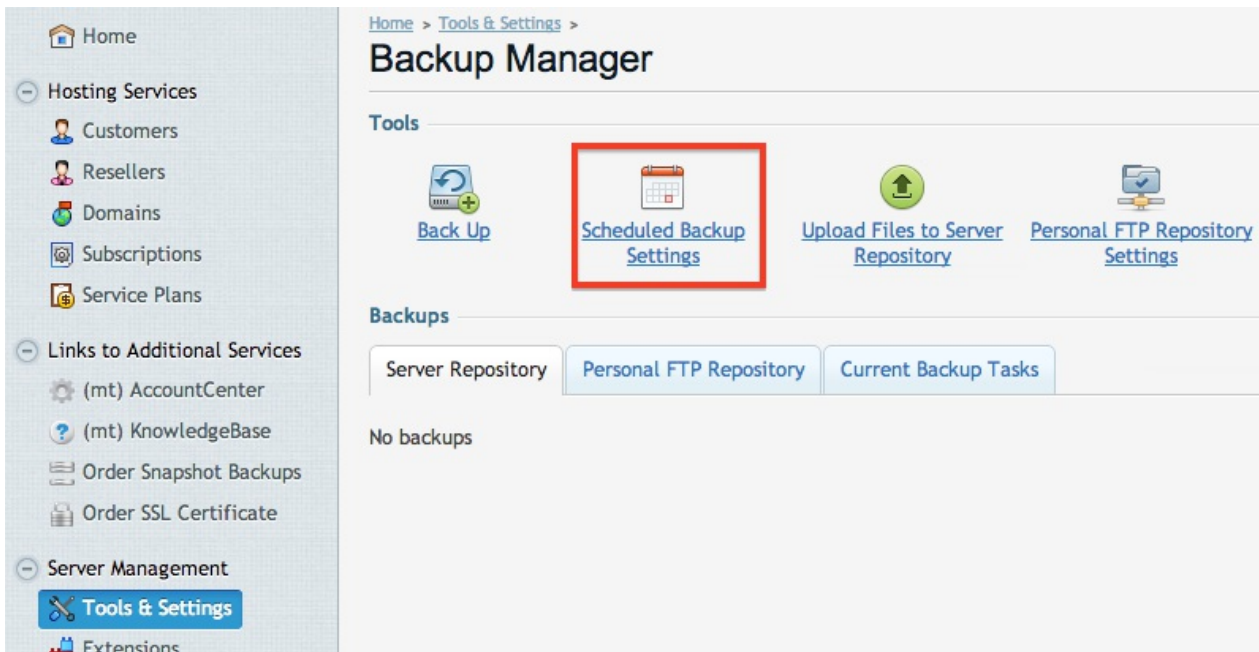 Home
Hosting Services
Customers
Resellers
Domains
Subscriptions
Service Plans
Links to Additional Services
(mt) AccountCenter
(mt) KnowledgeBase
Order Snapshot Backups
Order SSL Certificate
Server Management
Tools & Settings
Extensions
Home > Tools & Settings >
Backup Manager
Tools
Back Up
Scheduled Backup
Settings
Upload Files to Server
Repository
Personal FTP Repository
Settings
Backups
Server Repository
Personal FTP Repository
Current Backup Tasks
No backups